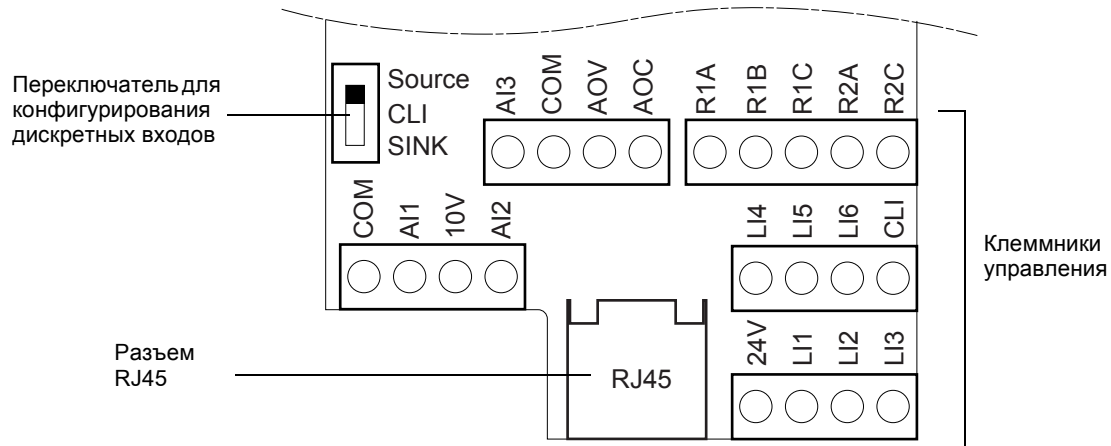 Переключатель для
конфигурирования
дискретных входов
Source
CLI
SINK
AI3
COM
AOV
AOC
R1A
R1B
R1C
R2A
R2C
COM
AI1
10V
AI2
LI4
LI5
LI6
CLI
Клеммники
управления
24V
LI1
LI2
LI3
Разъем
RJ45
RJ45